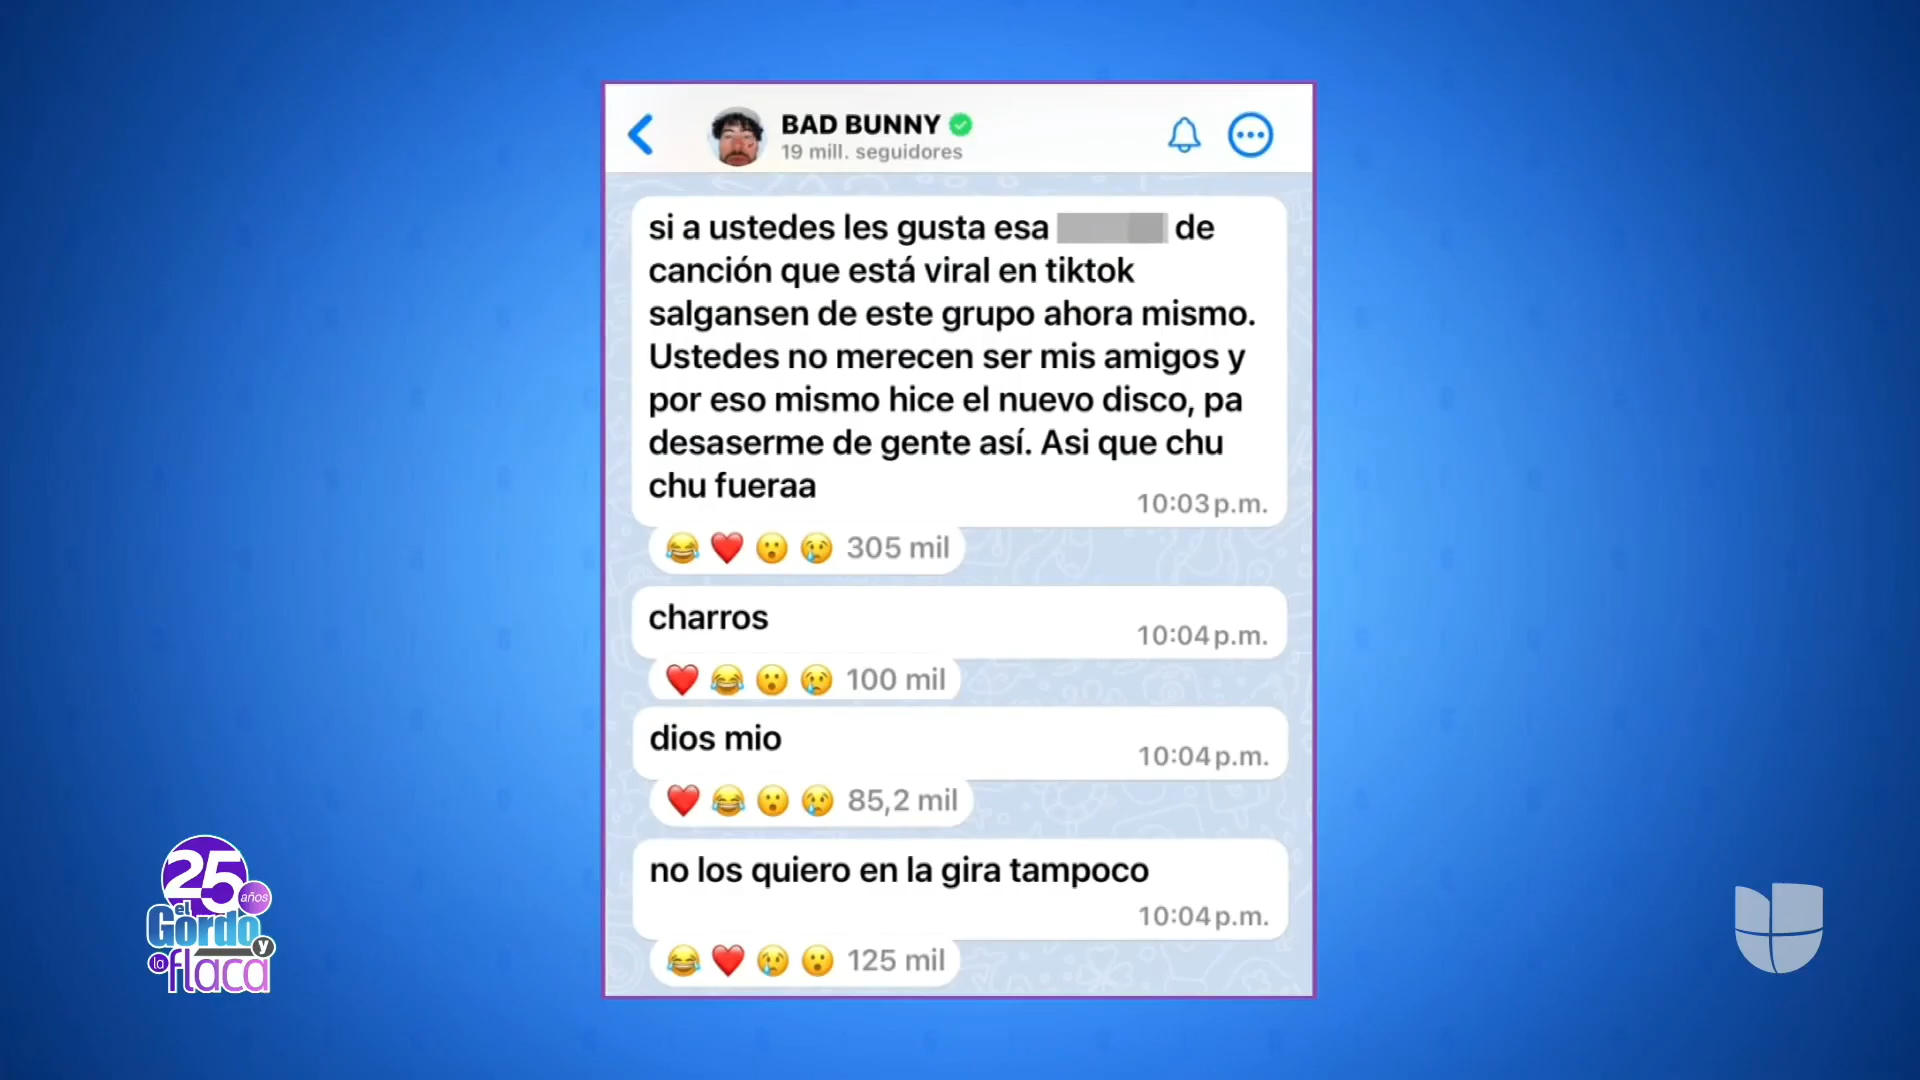 BAD BUNNY
19 mill. seguidores
si a ustedes les gusta esa de
canción que está viral en tiktok
salgansen de este grupo ahora mismo.
Ustedes no merecen ser mis amigos y
por eso mismo hice el nuevo disco, pa
desaserme de gente así. Asi que chu
chu fueraa
10:03 p.m.
😂 ❤️ 😮 😢 305 mil
charros
10:04 p.m.
❤️ 😂 😮 😢 100 mil
dios mio
10:04 p.m.
❤️ 😂 😮 😢 85,2 mil
no los quiero en la gira tampoco
10:04 p.m.
😂 ❤️ 😢 😮 125 mil
25
años
el
Gordo
y
la
flaca